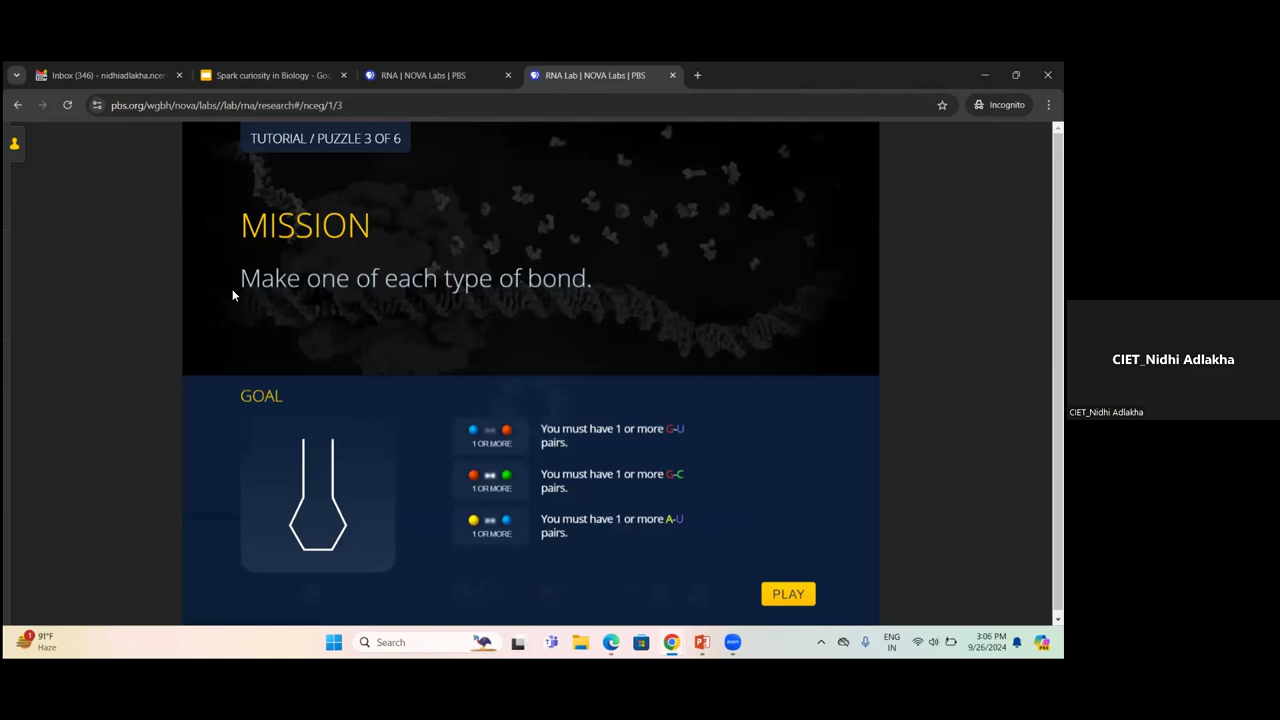 Inbox (346) - nidhiadlakha.ncer
Spark curiosity in Biology - Goo
RNA | NOVA Labs | PBS
RNA Lab | NOVA Labs | PBS
pbs.org/wgbh/nova/labs//lab/rna/research#/nceg/1/3
Incognito
TUTORIAL / PUZZLE 3 OF 6
MISSION
Make one of each type of bond.
GOAL
1 OR MORE
You must have 1 or more G-U
pairs.
1 OR MORE
You must have 1 or more G-C
pairs.
1 OR MORE
You must have 1 or more A-U
pairs.
PLAY
CIET_Nidhi Adlakha
CIET_Nidhi Adlakha
1
91°F
Haze
Search
ENG
IN
3:06 PM
9/26/2024